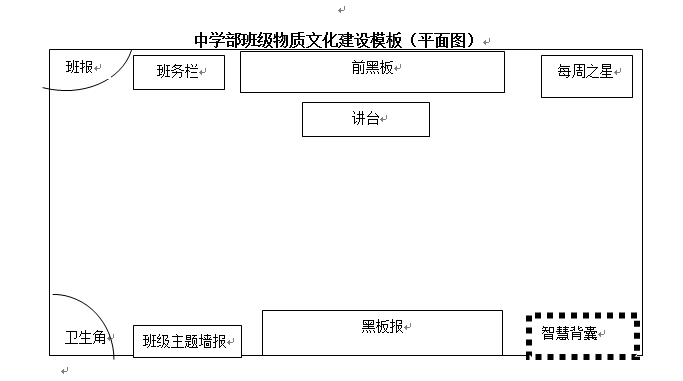 中学部班级物质文化建设模板（平面图）
班报
班务栏
前黑板
每周之星
讲台
卫生角
班级主题墙报
黑板报
智慧背囊